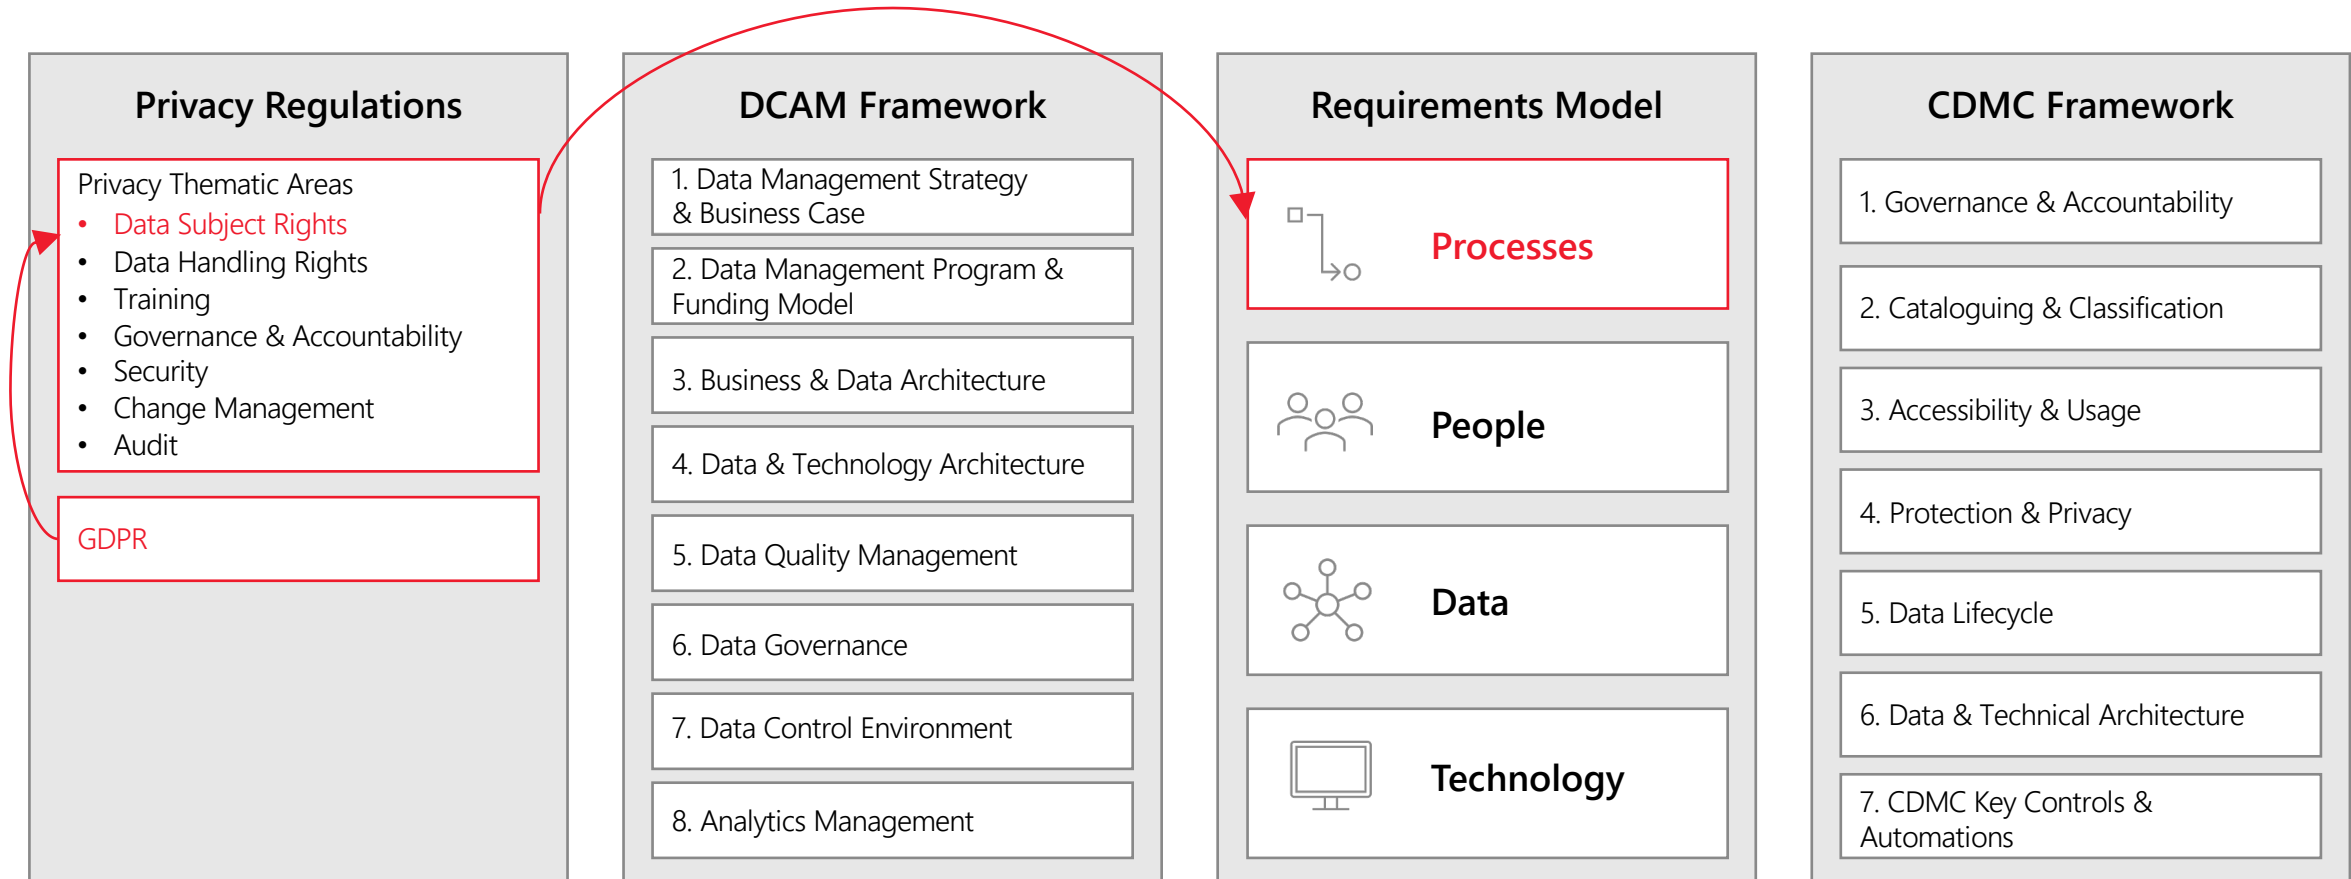 Privacy Regulations
Privacy Thematic Areas
• Data Subject Rights
• Data Handling Rights
• Training
• Governance & Accountability
• Security
• Change Management
• Audit
GDPR
DCAM Framework
1. Data Management Strategy
& Business Case
2. Data Management Program &
Funding Model
3. Business & Data Architecture
4. Data & Technology Architecture
5. Data Quality Management
6. Data Governance
7. Data Control Environment
8. Analytics Management
Requirements Model
Processes
People
Data
Technology
CDMC Framework
1. Governance & Accountability
2. Cataloguing & Classification
3. Accessibility & Usage
4. Protection & Privacy
5. Data Lifecycle
6. Data & Technical Architecture
7. CDMC Key Controls &
Automations